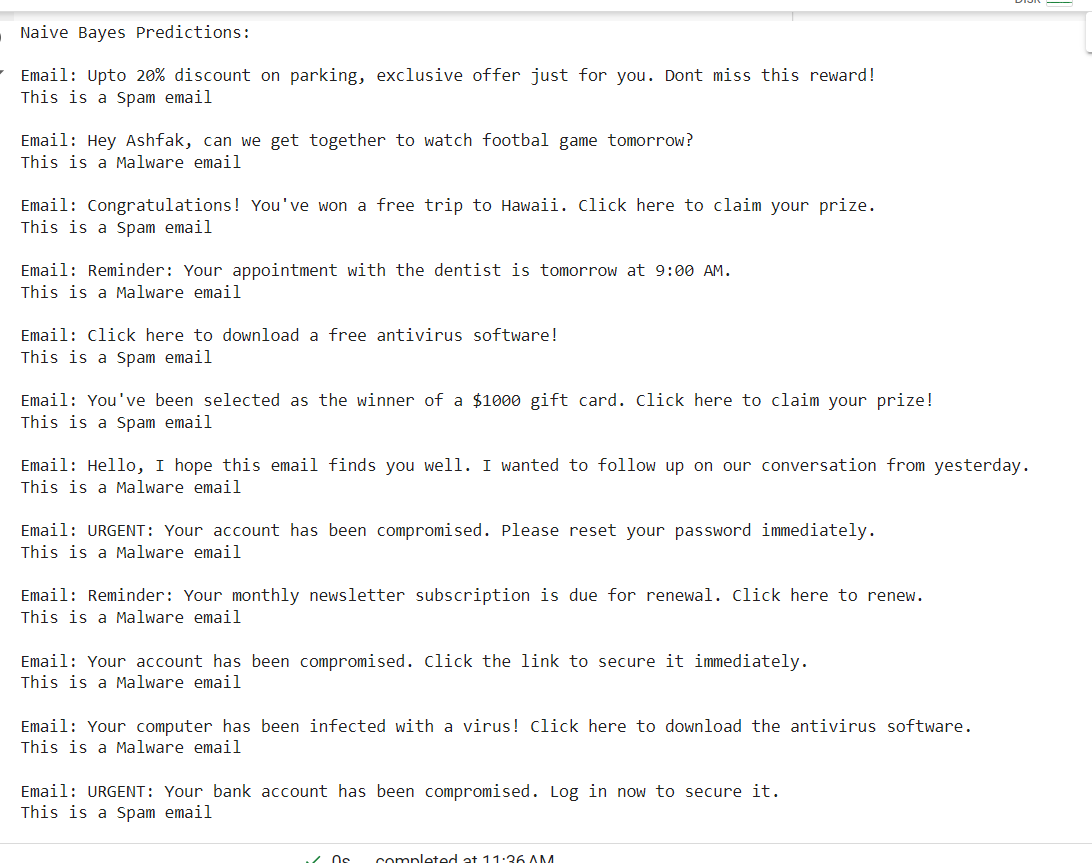 Disk
Naive Bayes Predictions:
Email: Upto 20% discount on parking, exclusive offer just for you. Dont miss this reward!
This is a Spam email
Email: Hey Ashfak, can we get together to watch footbal game tomorrow?
This is a Malware email
Email: Congratulations! You've won a free trip to Hawaii. Click here to claim your prize.
This is a Spam email
Email: Reminder: Your appointment with the dentist is tomorrow at 9:00 AM.
This is a Malware email
Email: Click here to download a free antivirus software!
This is a Spam email
Email: You've been selected as the winner of a $1000 gift card. Click here to claim your prize!
This is a Spam email
Email: Hello, I hope this email finds you well. I wanted to follow up on our conversation from yesterday.
This is a Malware email
Email: URGENT: Your account has been compromised. Please reset your password immediately.
This is a Malware email
Email: Reminder: Your monthly newsletter subscription is due for renewal. Click here to renew.
This is a Malware email
Email: Your account has been compromised. Click the link to secure it immediately.
This is a Malware email
Email: Your computer has been infected with a virus! Click here to download the antivirus software.
This is a Malware email
Email: URGENT: Your bank account has been compromised. Log in now to secure it.
This is a Spam email
0s completed at 11:36 AM